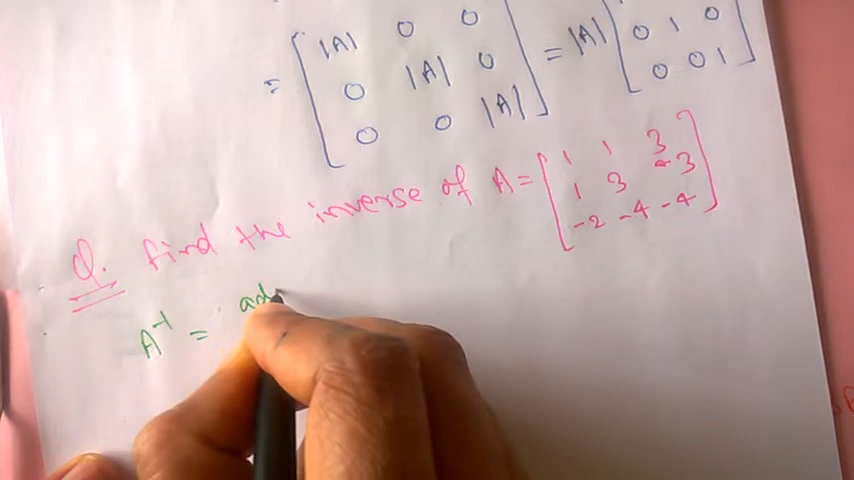 = [ |A| 0 0 = |A| [ 0 1 0
0 |A| 0
0 0 |A| ] 0 0 1 ]
Q. find the inverse of A = [ 1 1 3
1 3 -3
-2 -4 -4 ]
A⁻¹ = ad